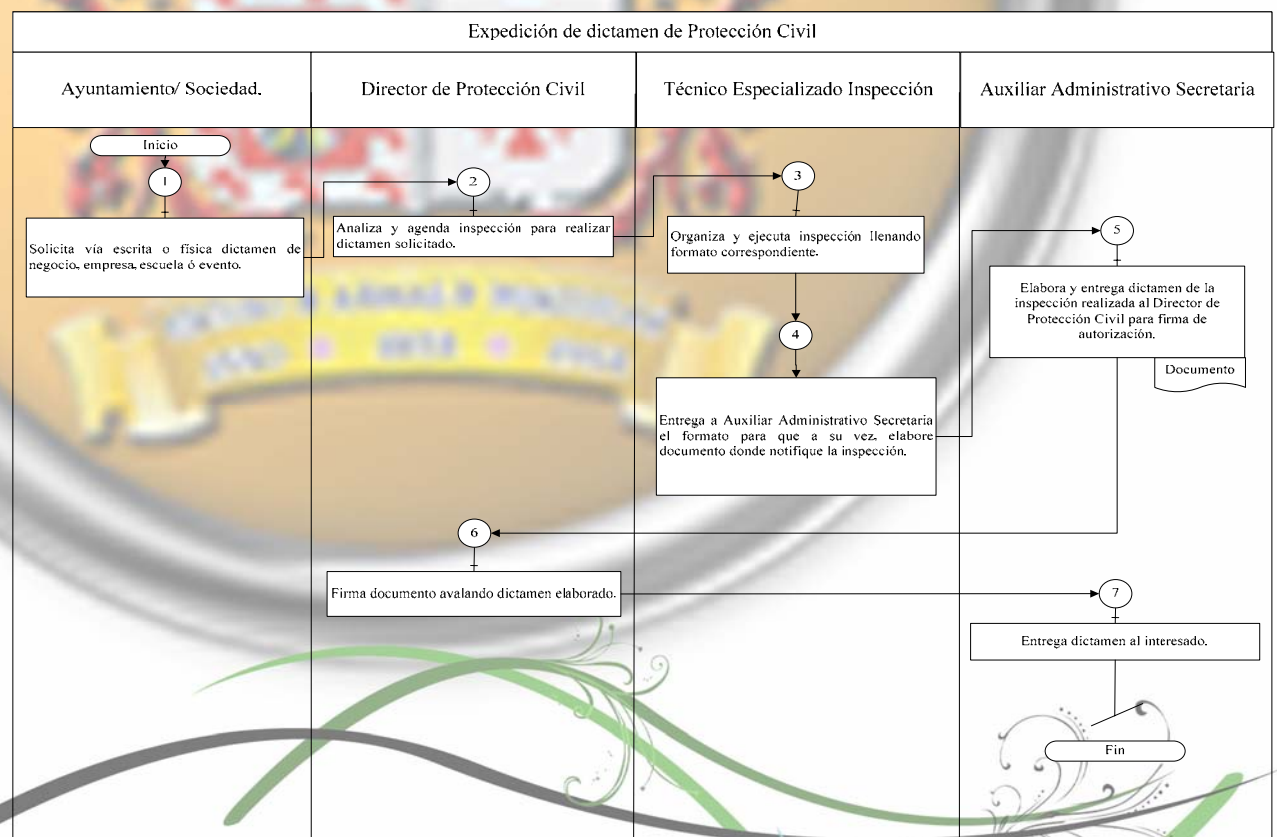 Expedición de dictamen de Protección Civil
Ayuntamiento/ Sociedad.
Director de Protección Civil
Técnico Especializado Inspección
Auxiliar Administrativo Secretaria
Inicio
1
Solicita vía escrita o física dictamen de
negocio, empresa, escuela ó evento.
2
Analiza y agenda inspección para realizar
dictamen solicitado.
3
Organiza y ejecuta inspección llenando
formato correspondiente.
4
Entrega a Auxiliar Administrativo Secretaria
el formato para que a su vez, elabore
documento donde notifique la inspección.
5
Elabora y entrega dictamen de la
inspección realizada al Director de
Protección Civil para firma de
autorización.
Documento
6
Firma documento avalando dictamen elaborado.
7
Entrega dictamen al interesado.
Fin